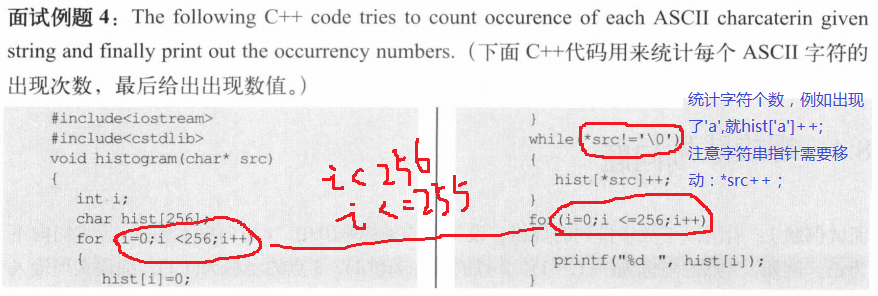 面试例题 4：The following C++ code tries to count occurence of each ASCII charcaterin given
string and finally print out the occurrency numbers.（下面 C++代码用来统计每个 ASCII 字符的
出现次数，最后给出出现数值。）
#include<iostream>
#include<cstdlib>
void histogram(char* src)
{
int i;
char hist[256];
for (i=0;i <256;i++)
{
hist[i]=0;
i<256
i<=255
}
while(*src!='\0')
{
hist[*src]++;
}
for(i=0;i <=256;i++)
printf("%d ", hist[i]);
}
统计字符个数，例如出现
了'a',就hist['a']++;
注意字符串指针需要移
动：*src++；